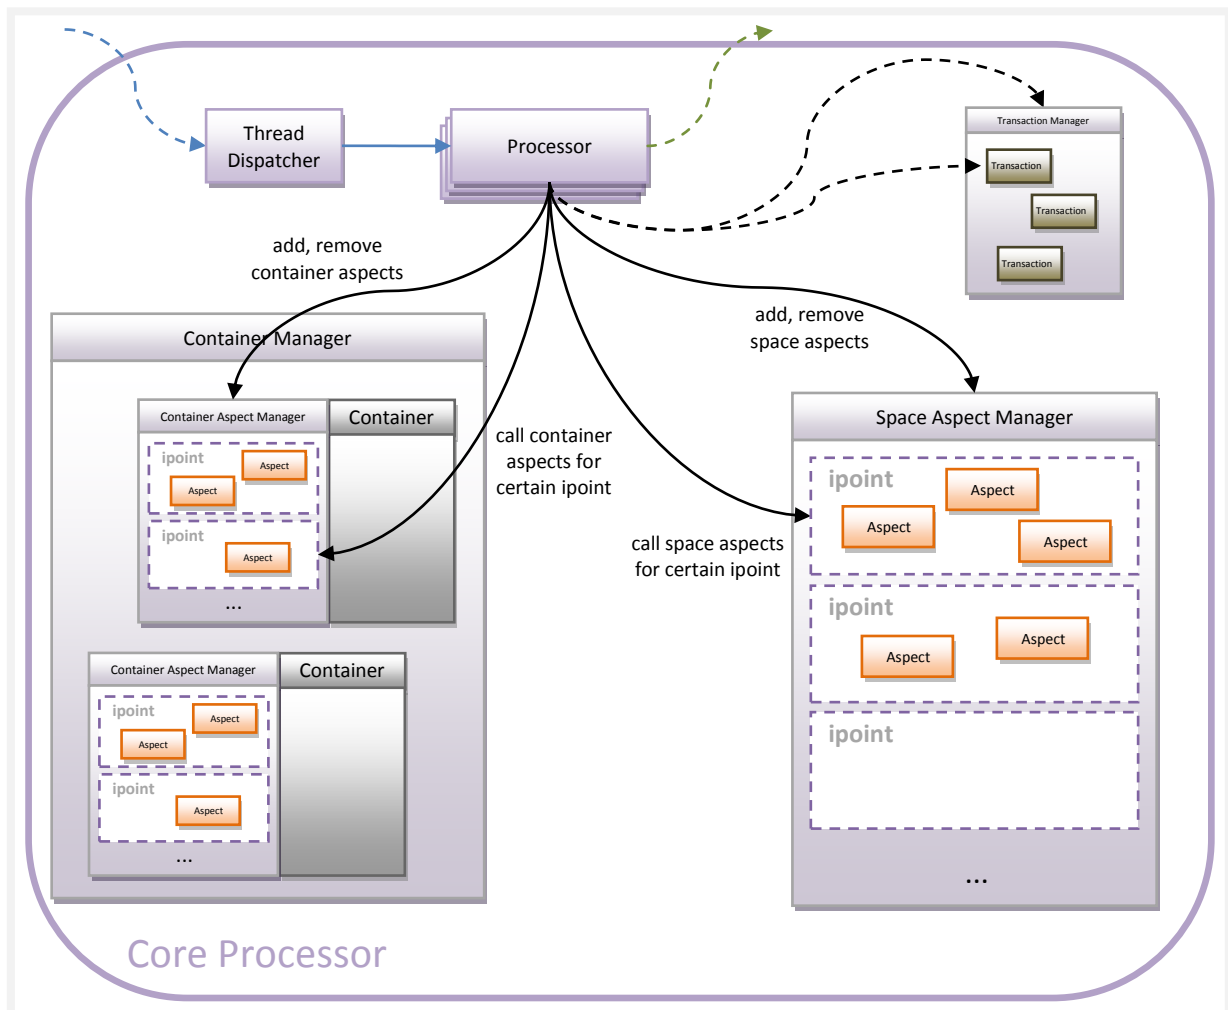 Thread
Dispatcher
Processor
Transaction Manager
Transaction
Transaction
Transaction
add, remove
container aspects
add, remove
space aspects
Container Manager
Container Aspect Manager
Container
ipoint
Aspect
Aspect
ipoint
Aspect
...
call container
aspects for
certain ipoint
call space aspects
for certain ipoint
Space Aspect Manager
ipoint
Aspect
Aspect
Aspect
ipoint
Aspect
Aspect
ipoint
...
Container Aspect Manager
Container
ipoint
Aspect
Aspect
ipoint
Aspect
...
Core Processor